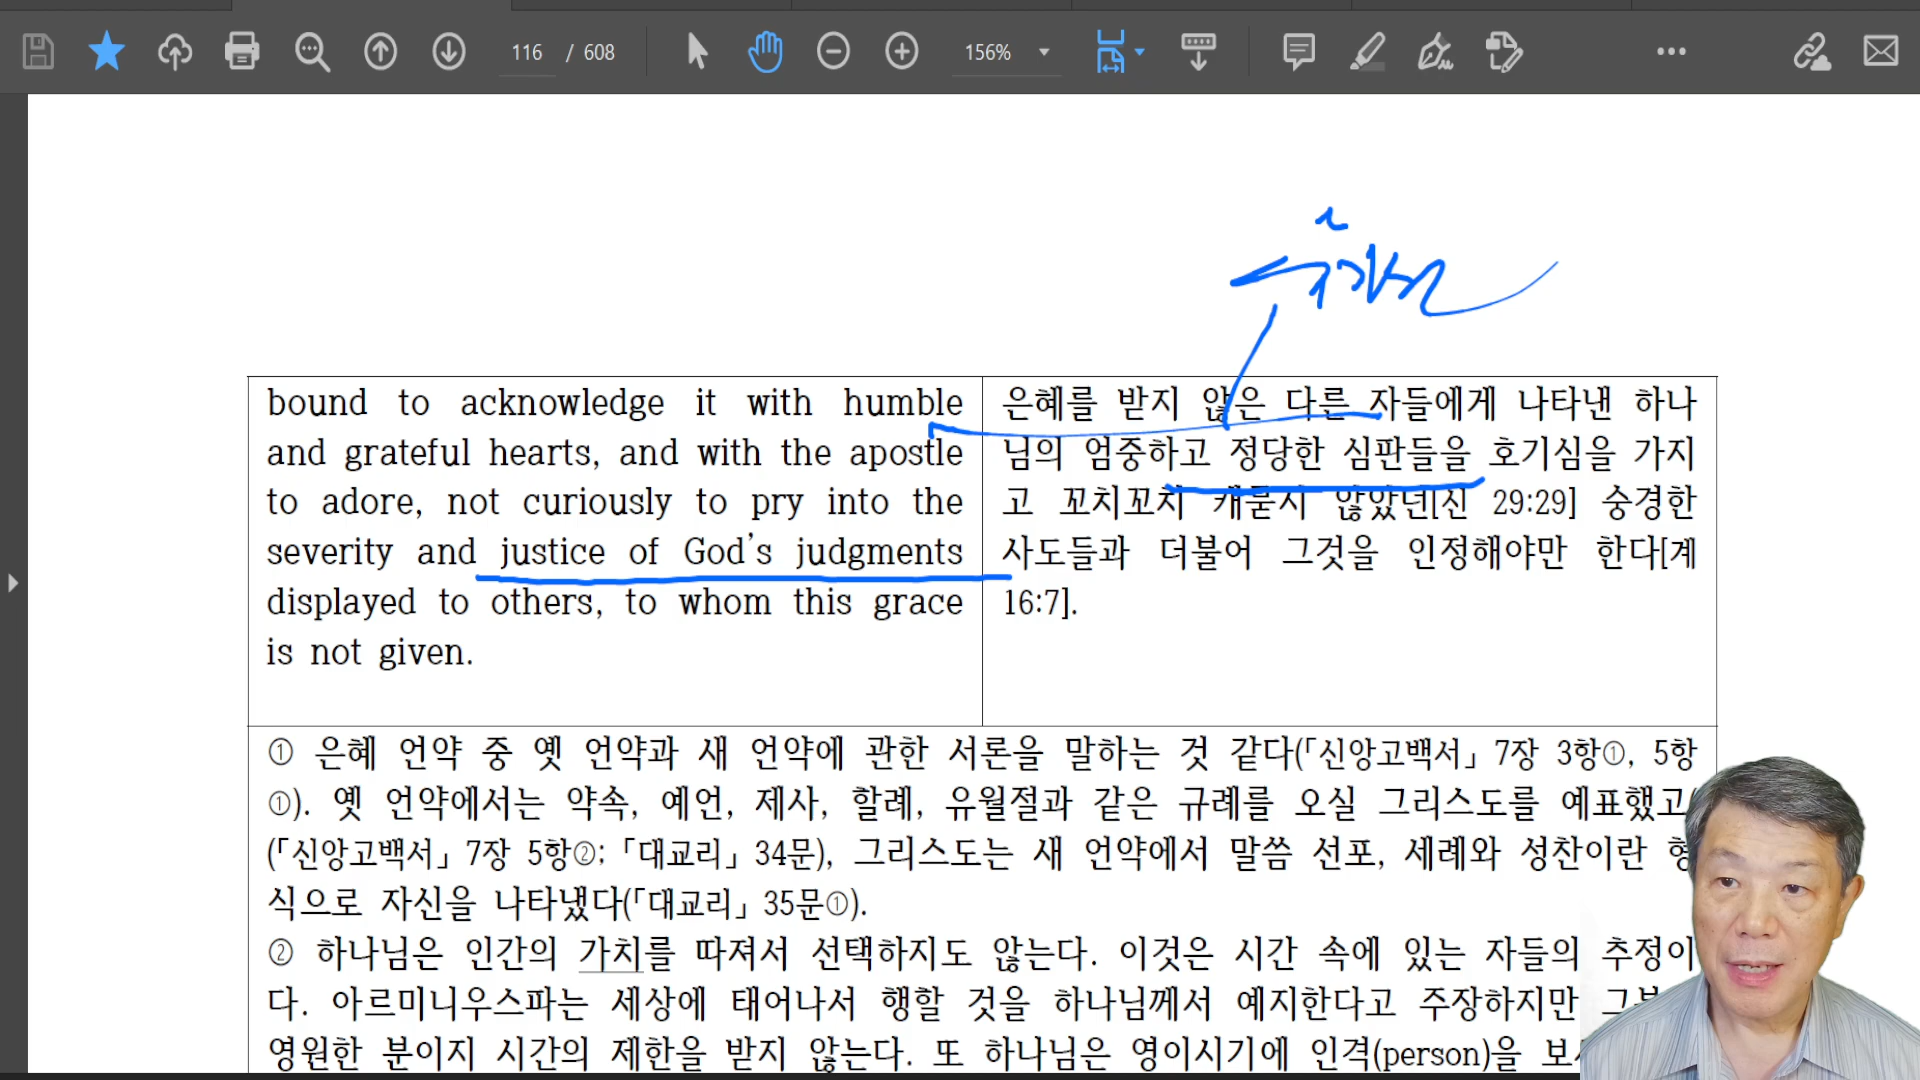 116 / 608
156%
bound to acknowledge it with humble
and grateful hearts, and with the apostle
to adore, not curiously to pry into the
severity and justice of God's judgments
displayed to others, to whom this grace
is not given.
은혜를 받지 않은 다른 자들에게 나타낸 하나
님의 엄중하고 정당한 심판들을 호기심을 가지
고 꼬치꼬치 캐묻지 않았던[신 29:29] 숭경한
사도들과 더불어 그것을 인정해야만 한다[계
16:7].
① 은혜 언약 중 옛 언약과 새 언약에 관한 서론을 말하는 것 같다(「신앙고백서」 7장 3항①, 5항
①). 옛 언약에서는 약속, 예언, 제사, 할례, 유월절과 같은 규례를 오실 그리스도를 예표했고
(「신앙고백서」 7장 5항②; 「대교리」 34문), 그리스도는 새 언약에서 말씀 선포, 세례와 성찬이란 형
식으로 자신을 나타냈다(「대교리」 35문①).
② 하나님은 인간의 가치를 따져서 선택하지도 않는다. 이것은 시간 속에 있는 자들의 추정이
다. 아르미니우스파는 세상에 태어나서 행할 것을 하나님께서 예지한다고 주장하지만
영원한 분이지 시간의 제한을 받지 않는다. 또 하나님은 영이시기에 인격(person)을